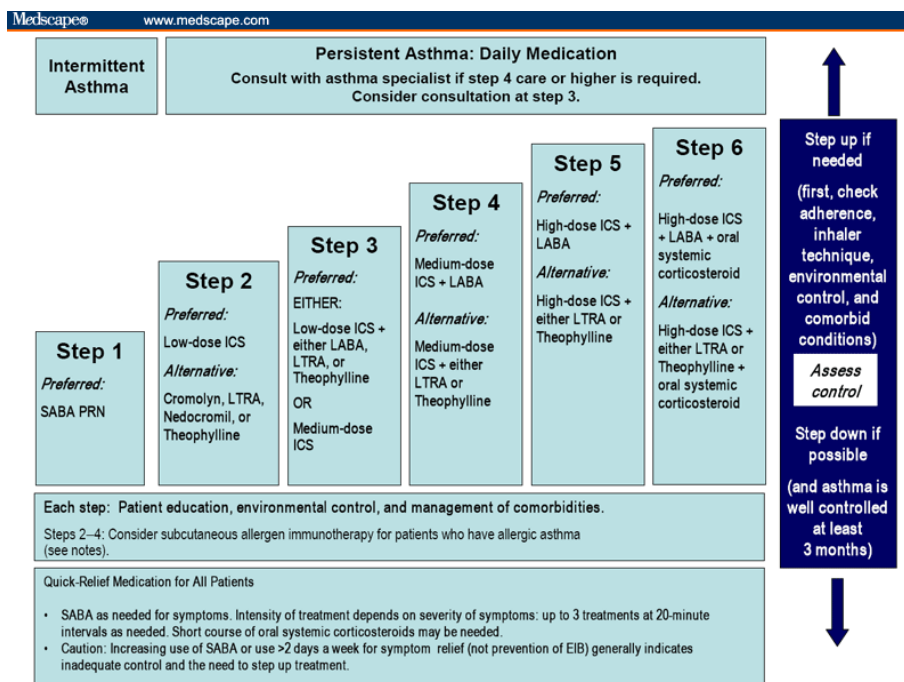 Medscape® www.medscape.com
Intermittent
Asthma
Persistent Asthma: Daily Medication
Consult with asthma specialist if step 4 care or higher is required.
Consider consultation at step 3.
Step 1
Preferred:
SABA PRN
Step 2
Preferred:
Low-dose ICS
Alternative:
Cromolyn, LTRA,
Nedocromil, or
Theophylline
Step 3
Preferred:
EITHER:
Low-dose ICS +
either LABA,
LTRA, or
Theophylline
OR
Medium-dose
ICS
Step 4
Preferred:
Medium-dose
ICS + LABA
Alternative:
Medium-dose
ICS + either
LTRA or
Theophylline
Step 5
Preferred:
High-dose ICS +
LABA
Alternative:
High-dose ICS +
either LTRA or
Theophylline
Step 6
Preferred:
High-dose ICS
+ LABA + oral
systemic
corticosteroid
Alternative:
High-dose ICS +
either LTRA or
Theophylline +
oral systemic
corticosteroid
Step up if
needed
(first, check
adherence,
inhaler
technique,
environmental
control, and
comorbid
conditions)
Assess
control
Step down if
possible
(and asthma is
well controlled
at least
3 months)
Each step: Patient education, environmental control, and management of comorbidities.
Steps 2–4: Consider subcutaneous allergen immunotherapy for patients who have allergic asthma
(see notes).
Quick-Relief Medication for All Patients
• SABA as needed for symptoms. Intensity of treatment depends on severity of symptoms: up to 3 treatments at 20-minute
intervals as needed. Short course of oral systemic corticosteroids may be needed.
• Caution: Increasing use of SABA or use >2 days a week for symptom relief (not prevention of EIB) generally indicates
inadequate control and the need to step up treatment.